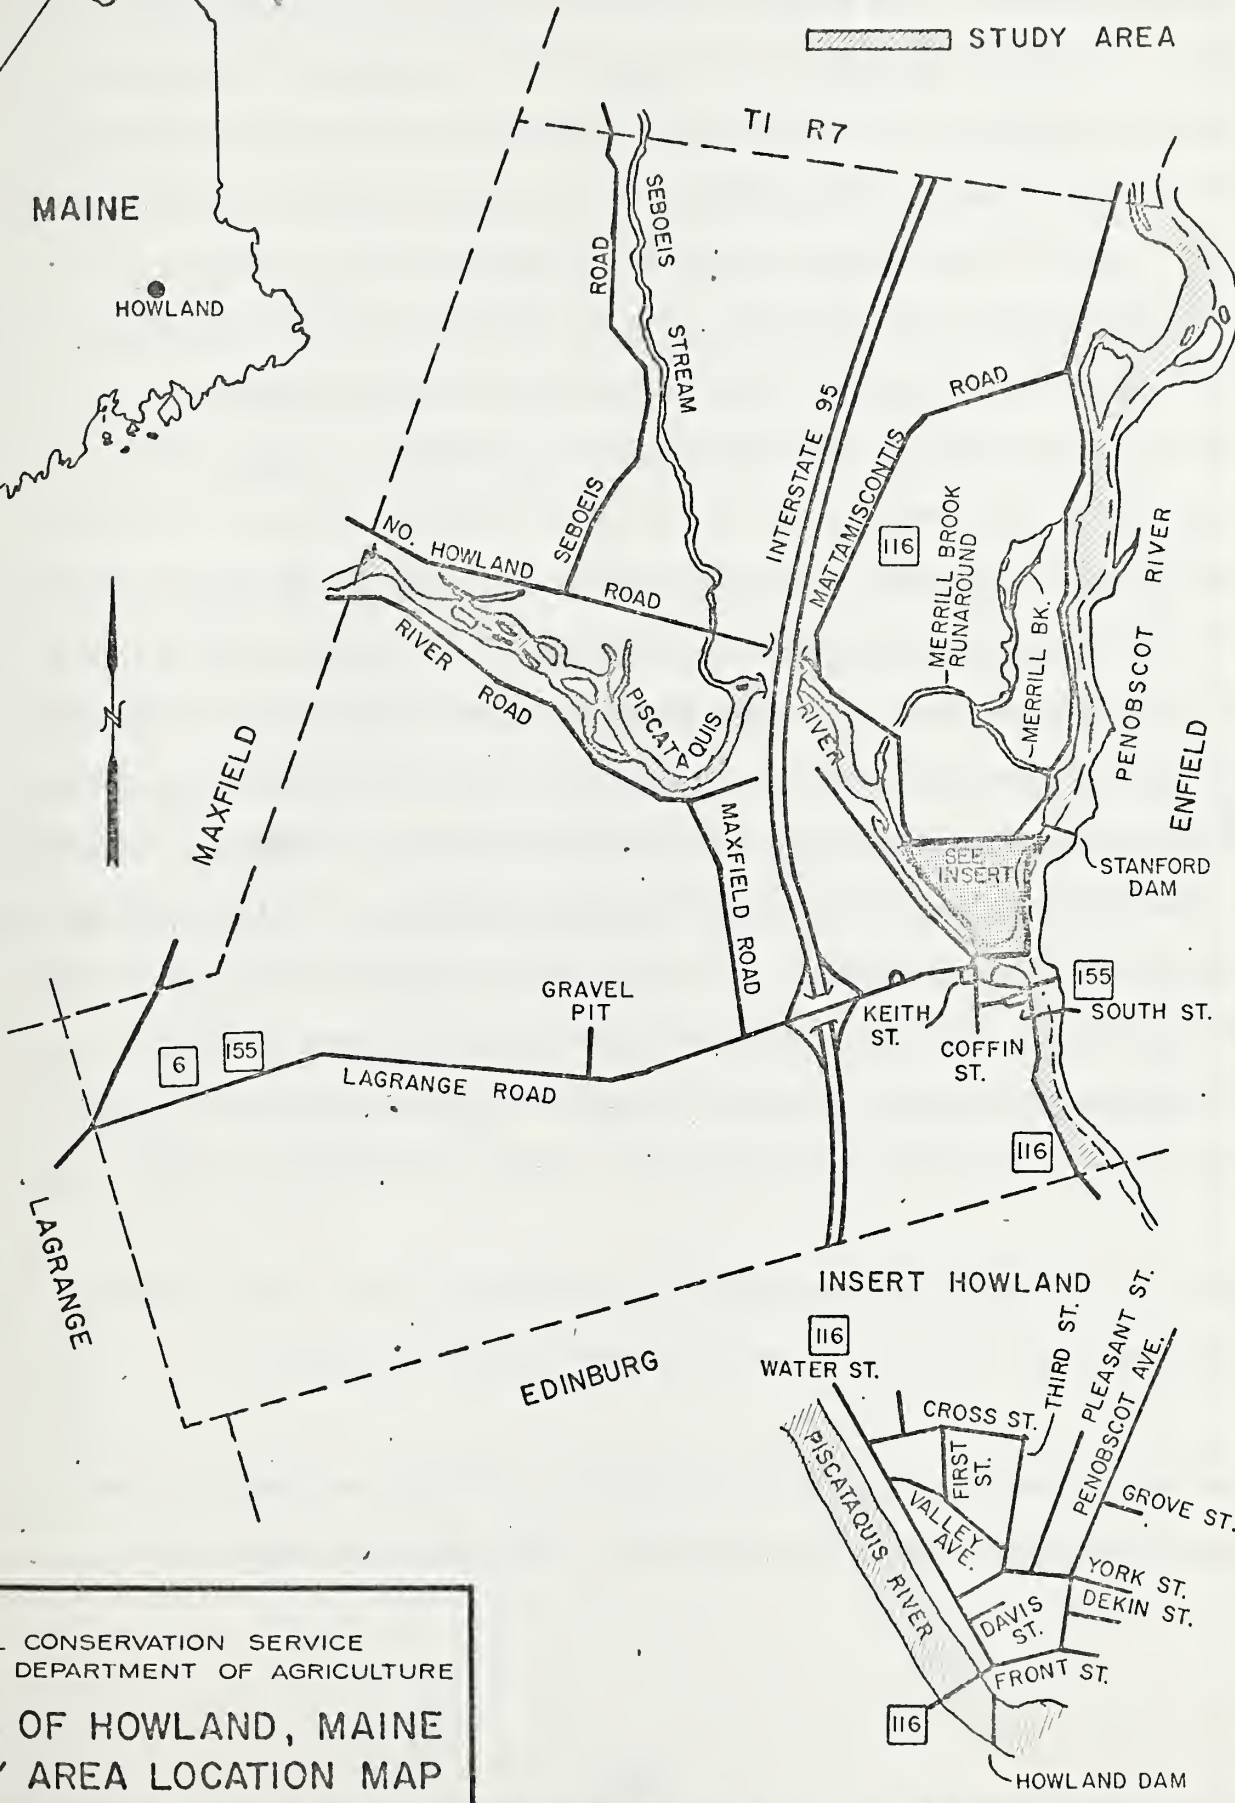 STUDY AREA
T1 R7
MAINE
HOWLAND
SEBOEIS
STREAM
ROAD
SEBOEIS
INTERSTATE 95
MATTAMISCONTIS
ROAD
116
MERRILL BROOK
RUNAROUND
MERRILL BK.
PENOBSCOT
RIVER
ENFIELD
NO. HOWLAND
ROAD
RIVER
ROAD
PISCATAQUIS
RIVER
MAXFIELD
MAXFIELD ROAD
SEE
INSERT
STANFORD
DAM
155
SOUTH ST.
KEITH
ST.
COFFIN
ST.
GRAVEL
PIT
6
155
LAGRANGE ROAD
116
LAGRANGE
EDINBURG
INSERT HOWLAND
116
WATER ST.
CROSS ST.
THIRD ST.
PLEASANT ST.
PENOBSCOT AVE.
FIRST
ST.
VALLEY
AVE.
GROVE ST.
PISCATAQUIS RIVER
YORK ST.
DEKIN ST.
DAVIS
ST.
FRONT ST.
116
HOWLAND DAM
CONSERVATION SERVICE
DEPARTMENT OF AGRICULTURE
OF HOWLAND, MAINE
AREA LOCATION MAP